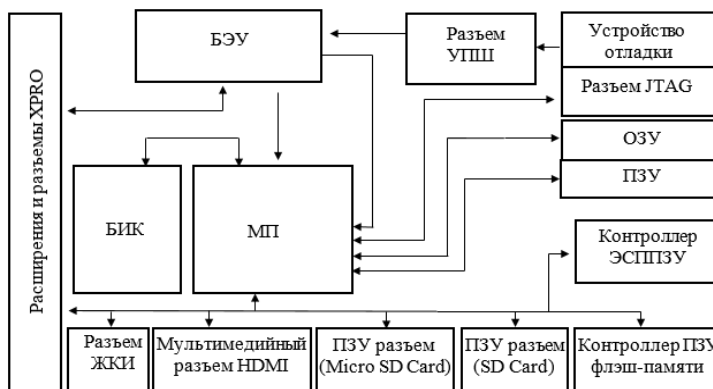 Расширения и разъемы XPRO
БЭУ
Разъем
УПШ
Устройство
отладки
Разъем JTAG
ОЗУ
ПЗУ
БИК
МП
Контроллер
ЭСППЗУ
Разъем
ЖКИ
Мультимедийный
разъем HDMI
ПЗУ разъем
(Micro SD Card)
ПЗУ разъем
(SD Card)
Контроллер ПЗУ
флэш-памяти